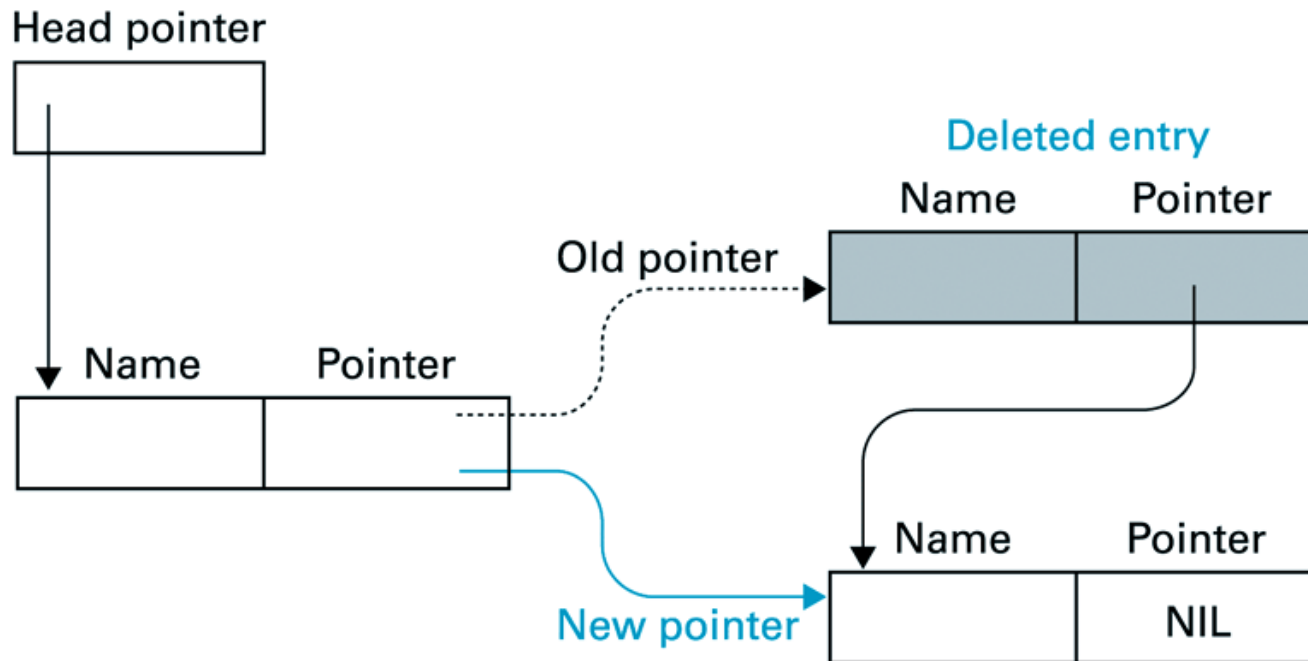 Head pointer
Deleted entry
Name Pointer
Old pointer
Name Pointer
Name Pointer
New pointer
NIL